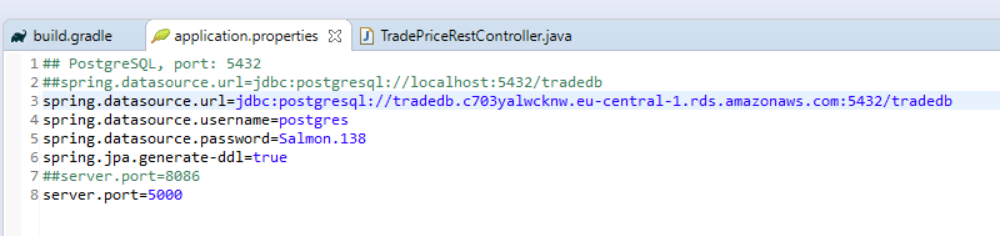 build.gradle application.properties TradePriceRestController.java
1 ## PostgreSQL, port: 5432
2 ##spring.datasource.url=jdbc:postgresql://localhost:5432/tradedb
3 spring.datasource.url=jdbc:postgresql://tradedb.c703yalwcknw.eu-central-1.rds.amazonaws.com:5432/tradedb
4 spring.datasource.username=postgres
5 spring.datasource.password=Salmon.138
6 spring.jpa.generate-ddl=true
7 ##server.port=8086
8 server.port=5000